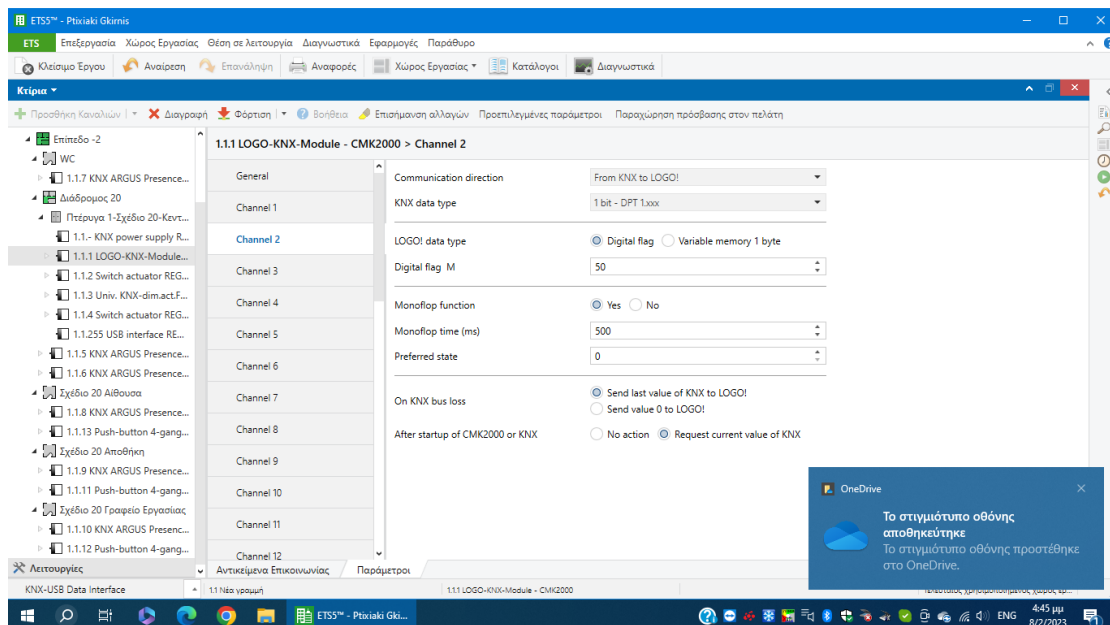 ETS5™ - Ptixiaki Gkirnis
ETS Επεξεργασία Χώρος Εργασίας Θέση σε λειτουργία Διαγνωστικά Εφαρμογές Παράθυρο
Κλείσιμο Έργου Αναίρεση Επανάληψη Αναφορές Χώρος Εργασίας Κατάλογοι Διαγνωστικά
Κτίρια
Προσθήκη Καναλιών Διαγραφή Φόρτιση Βοήθεια Επισήμανση αλλαγών Προεπιλεγμένες παράμετροι Παραχώρηση πρόσβασης στον πελάτη
Επίπεδο -2
WC
1.1.7 KNX ARGUS Presence...
Διάδρομος 20
Πτέρυγα 1-Σχέδιο 20-Κεντ...
1.1.- KNX power supply R...
1.1.1 LOGO-KNX-Module...
1.1.2 Switch actuator REG...
1.1.3 Univ. KNX-dim.act.F...
1.1.4 Switch actuator REG...
1.1.255 USB interface RE...
1.1.5 KNX ARGUS Presence...
1.1.6 KNX ARGUS Presence...
Σχέδιο 20 Αίθουσα
1.1.8 KNX ARGUS Presence...
1.1.13 Push-button 4-gang...
Σχέδιο 20 Αποθήκη
1.1.9 KNX ARGUS Presence...
1.1.11 Push-button 4-gang...
Σχέδιο 20 Γραφείο Εργασίας
1.1.10 KNX ARGUS Presenc...
1.1.12 Push-button 4-gang...
Λειτουργίες
1.1.1 LOGO-KNX-Module - CMK2000 > Channel 2
General
Channel 1
Channel 2
Channel 3
Channel 4
Channel 5
Channel 6
Channel 7
Channel 8
Channel 9
Channel 10
Channel 11
Channel 12
Communication direction From KNX to LOGO!
KNX data type 1 bit - DPT 1.xxx
LOGO! data type Digital flag Variable memory 1 byte
Digital flag M 50
Monoflop function Yes No
Monoflop time (ms) 500
Preferred state 0
On KNX bus loss Send last value of KNX to LOGO!
Send value 0 to LOGO!
After startup of CMK2000 or KNX No action Request current value of KNX
Αντικείμενα Επικοινωνίας Παράμετροι
OneDrive
Το στιγμιότυπο οθόνης
αποθηκεύτηκε
Το στιγμιότυπο οθόνης προστέθηκε
στο OneDrive.
KNX-USB Data Interface 1.1 Νέα γραμμή 1.1.1 LOGO-KNX-Module - CMK2000
ETS5™ - Ptixiaki Gki... ENG 4:45 μμ
8/2/2023